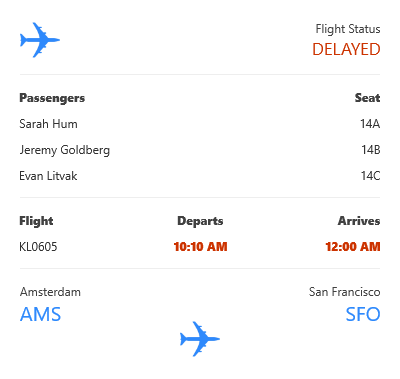 Flight Status
DELAYED
Passengers Seat
Sarah Hum 14A
Jeremy Goldberg 14B
Evan Litvak 14C
Flight Departs Arrives
KL0605 10:10 AM 12:00 AM
Amsterdam San Francisco
AMS SFO